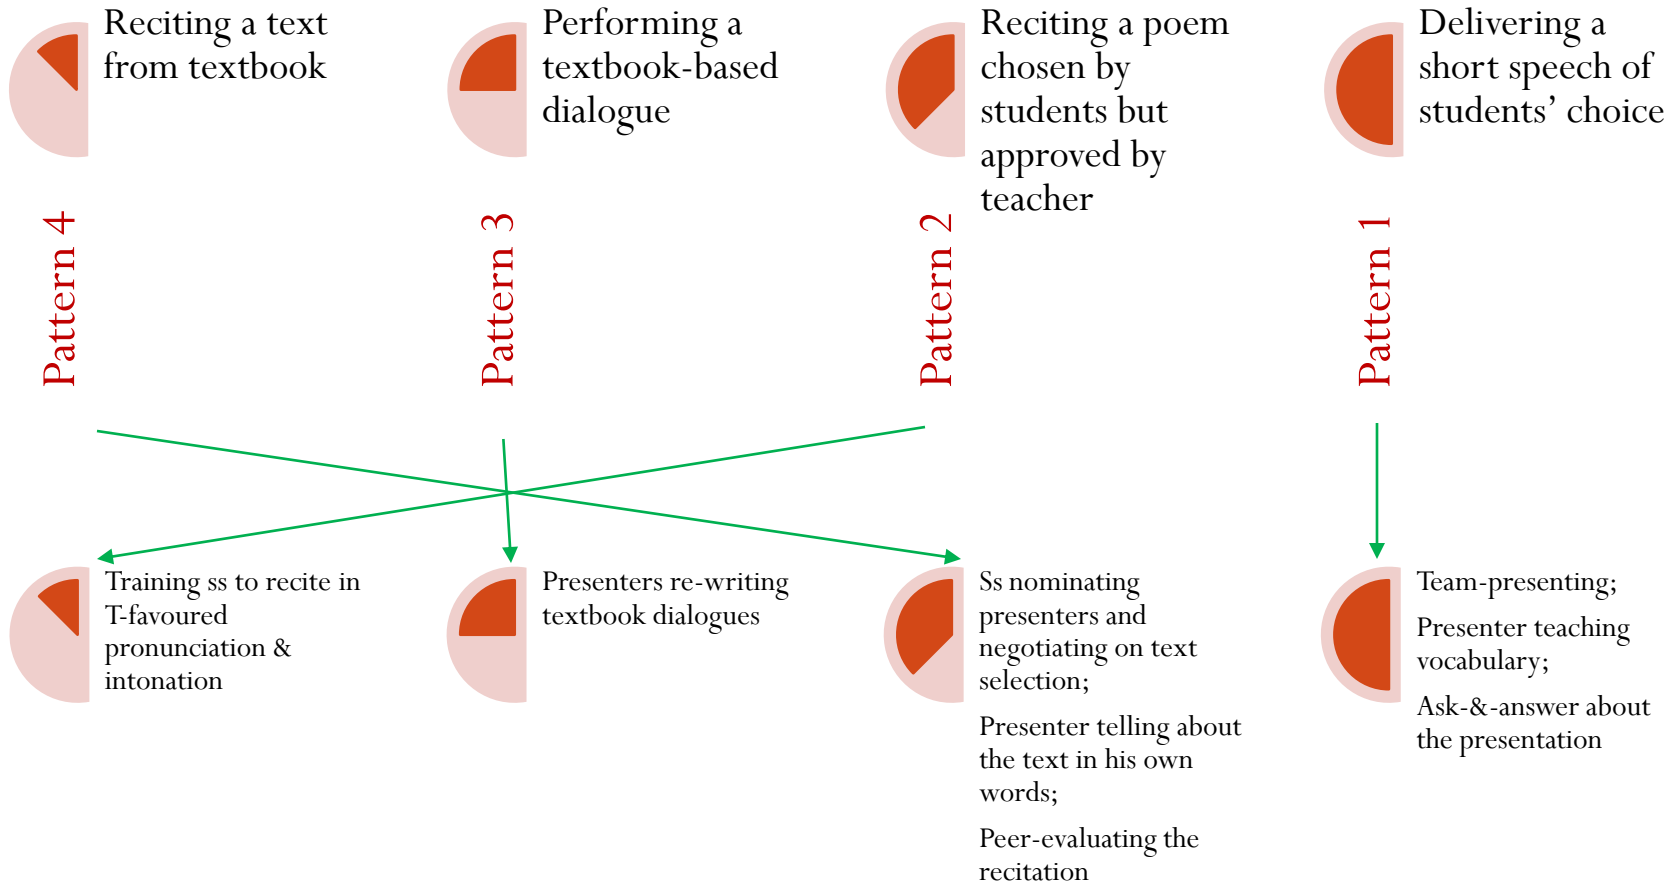 Reciting a text
from textbook
Performing a
textbook-based
dialogue
Reciting a poem
chosen by
students but
approved by
teacher
Delivering a
short speech of
students’ choice
Pattern 4
Pattern 3
Pattern 2
Pattern 1
Training ss to recite in
T-favoured
pronunciation &
intonation
Presenters re-writing
textbook dialogues
Ss nominating
presenters and
negotiating on text
selection;
Presenter telling about
the text in his own
words;
Peer-evaluating the
recitation
Team-presenting;
Presenter teaching
vocabulary;
Ask-&-answer about
the presentation